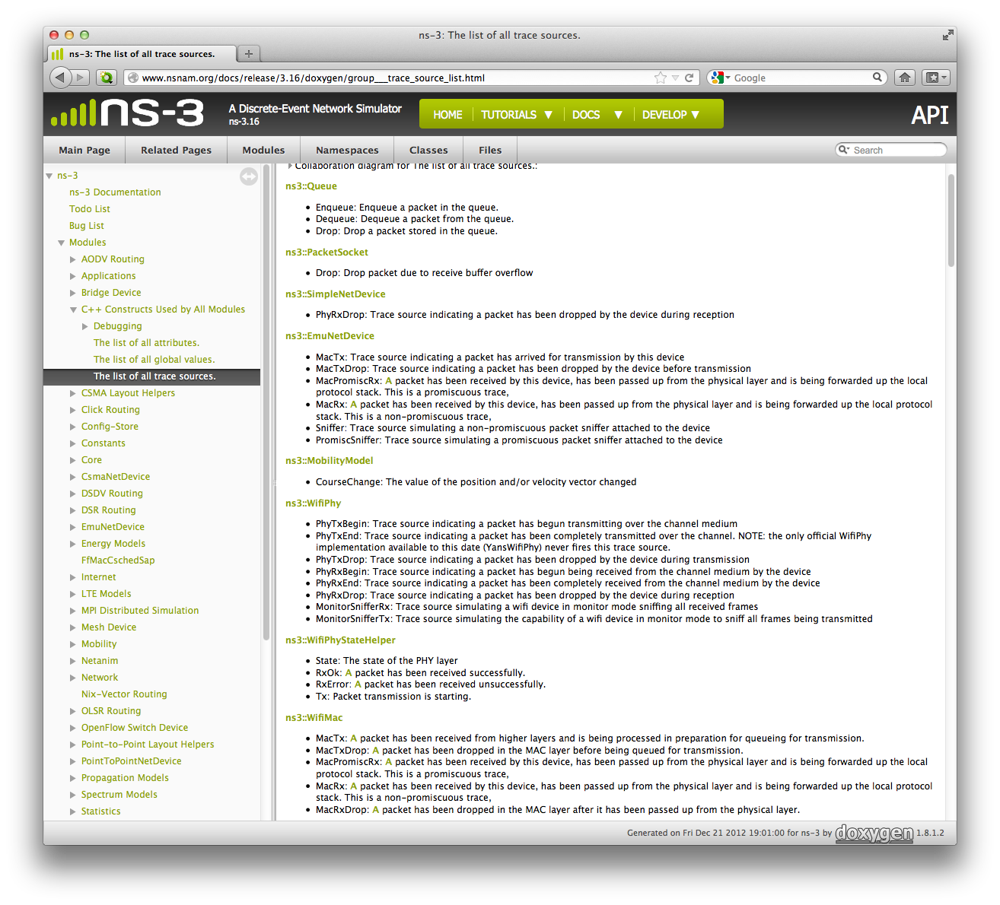 ns-3: The list of all trace sources.
ns-3: The list of all trace sources.
www.nsnam.org/docs/release/3.16/doxygen/group___trace_source_list.html
Google
ns-3
A Discrete-Event Network Simulator
ns-3.16
HOME
TUTORIALS ▼
DOCS ▼
DEVELOP ▼
API
Main Page
Related Pages
Modules
Namespaces
Classes
Files
Search
ns-3
ns-3 Documentation
Todo List
Bug List
Modules
AODV Routing
Applications
Bridge Device
C++ Constructs Used by All Modules
Debugging
The list of all attributes.
The list of all global values.
The list of all trace sources.
CSMA Layout Helpers
Click Routing
Config-Store
Constants
Core
CsmaNetDevice
DSDV Routing
DSR Routing
EmuNetDevice
Energy Models
FfMacCschedSap
Internet
LTE Models
MPI Distributed Simulation
Mesh Device
Mobility
Netanim
Network
Nix-Vector Routing
OLSR Routing
OpenFlow Switch Device
Point-to-Point Layout Helpers
PointToPointNetDevice
Propagation Models
Spectrum Models
Statistics
Collaboration diagram for The list of all trace sources.:
ns3::Queue
• Enqueue: Enqueue a packet in the queue.
• Dequeue: Dequeue a packet from the queue.
• Drop: Drop a packet stored in the queue.
ns3::PacketSocket
• Drop: Drop packet due to receive buffer overflow
ns3::SimpleNetDevice
• PhyRxDrop: Trace source indicating a packet has been dropped by the device during reception
ns3::EmuNetDevice
• MacTx: Trace source indicating a packet has arrived for transmission by this device
• MacTxDrop: Trace source indicating a packet has been dropped by the device before transmission
• MacPromiscRx: A packet has been received by this device, has been passed up from the physical layer and is being forwarded up the local
protocol stack. This is a promiscuous trace,
• MacRx: A packet has been received by this device, has been passed up from the physical layer and is being forwarded up the local protocol
stack. This is a non-promiscuous trace,
• Sniffer: Trace source simulating a non-promiscuous packet sniffer attached to the device
• PromiscSniffer: Trace source simulating a promiscuous packet sniffer attached to the device
ns3::MobilityModel
• CourseChange: The value of the position and/or velocity vector changed
ns3::WifiPhy
• PhyTxBegin: Trace source indicating a packet has begun transmitting over the channel medium
• PhyTxEnd: Trace source indicating a packet has been completely transmitted over the channel. NOTE: the only official WifiPhy
implementation available to this date (YansWifiPhy) never fires this trace source.
• PhyTxDrop: Trace source indicating a packet has been dropped by the device during transmission
• PhyRxBegin: Trace source indicating a packet has begun being received from the channel medium by the device
• PhyRxEnd: Trace source indicating a packet has been completely received from the channel medium by the device
• PhyRxDrop: Trace source indicating a packet has been dropped by the device during reception
• MonitorSnifferRx: Trace source simulating a wifi device in monitor mode sniffing all received frames
• MonitorSnifferTx: Trace source simulating the capability of a wifi device in monitor mode to sniff all frames being transmitted
ns3::WifiPhyStateHelper
• State: The state of the PHY layer
• RxOk: A packet has been received successfully.
• RxError: A packet has been received unsuccessfully.
• Tx: Packet transmission is starting.
ns3::WifiMac
• MacTx: A packet has been received from higher layers and is being processed in preparation for queueing for transmission.
• MacTxDrop: A packet has been dropped in the MAC layer before being queued for transmission.
• MacPromiscRx: A packet has been received by this device, has been passed up from the physical layer and is being forwarded up the local
protocol stack. This is a promiscuous trace,
• MacRx: A packet has been received by this device, has been passed up from the physical layer and is being forwarded up the local protocol
stack. This is a non-promiscuous trace,
• MacRxDrop: A packet has been dropped in the MAC layer after it has been passed up from the physical layer.
Generated on Fri Dec 21 2012 19:01:00 for ns-3 by doxygen 1.8.1.2